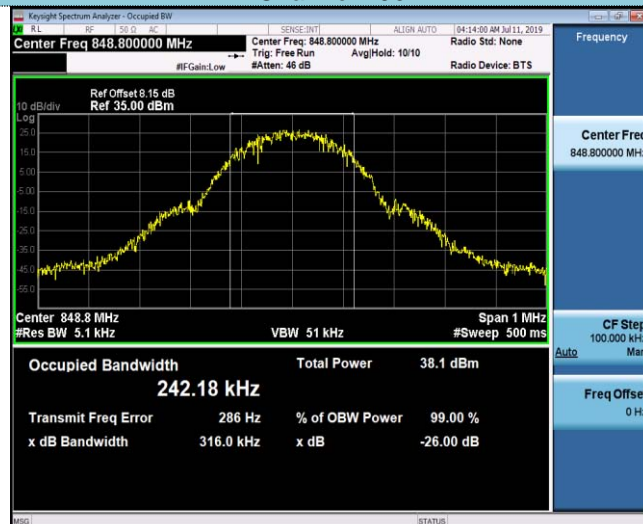 Keysight Spectrum Analyzer - Occupied BW
RL RF 50 Ω AC SENSE:INT ALIGN AUTO 04:14:00 AM Jul 11, 2019
Center Freq 848.800000 MHz
Center Freq: 848.800000 MHz
Radio Std: None
Trig: Free Run Avg|Hold: 10/10
#IFGain:Low #Atten: 46 dB Radio Device: BTS
Frequency
Ref Offset 8.15 dB
10 dB/div Ref 35.00 dBm
Log
25.0
15.0
5.00
-5.00
-15.0
-25.0
-35.0
-45.0
-55.0
Center Freq
848.800000 MHz
Center 848.8 MHz Span 1 MHz
#Res BW 5.1 kHz VBW 51 kHz #Sweep 500 ms
CF Step
100.000 kHz
Auto Man
Occupied Bandwidth Total Power 38.1 dBm
242.18 kHz
Transmit Freq Error 286 Hz % of OBW Power 99.00 %
x dB Bandwidth 316.0 kHz x dB -26.00 dB
Freq Offset
0 Hz
MSG STATUS